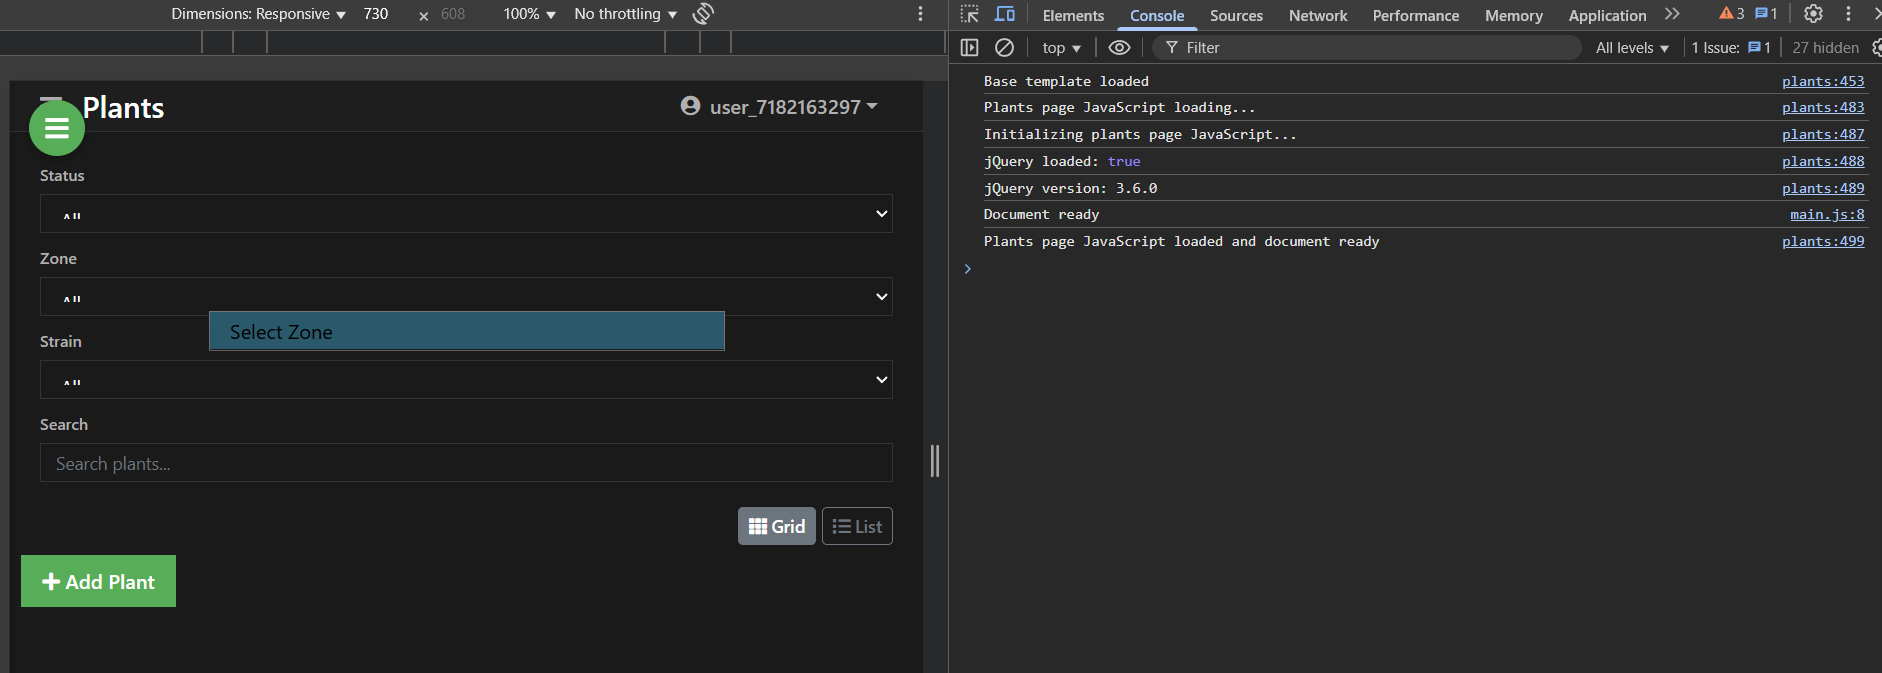 Dimensions: Responsive 730 × 608 100% No throttling
Elements Console Sources Network Performance Memory Application 3 1
top Filter All levels 1 Issue: 1 27 hidden
Plants user_7182163297
Status
All
Zone
All
Select Zone
Strain
All
Search
Search plants...
Grid List
Add Plant
Base template loaded plants:453
Plants page JavaScript loading... plants:483
Initializing plants page JavaScript... plants:487
jQuery loaded: true plants:488
jQuery version: 3.6.0 plants:489
Document ready main.js:8
Plants page JavaScript loaded and document ready plants:499